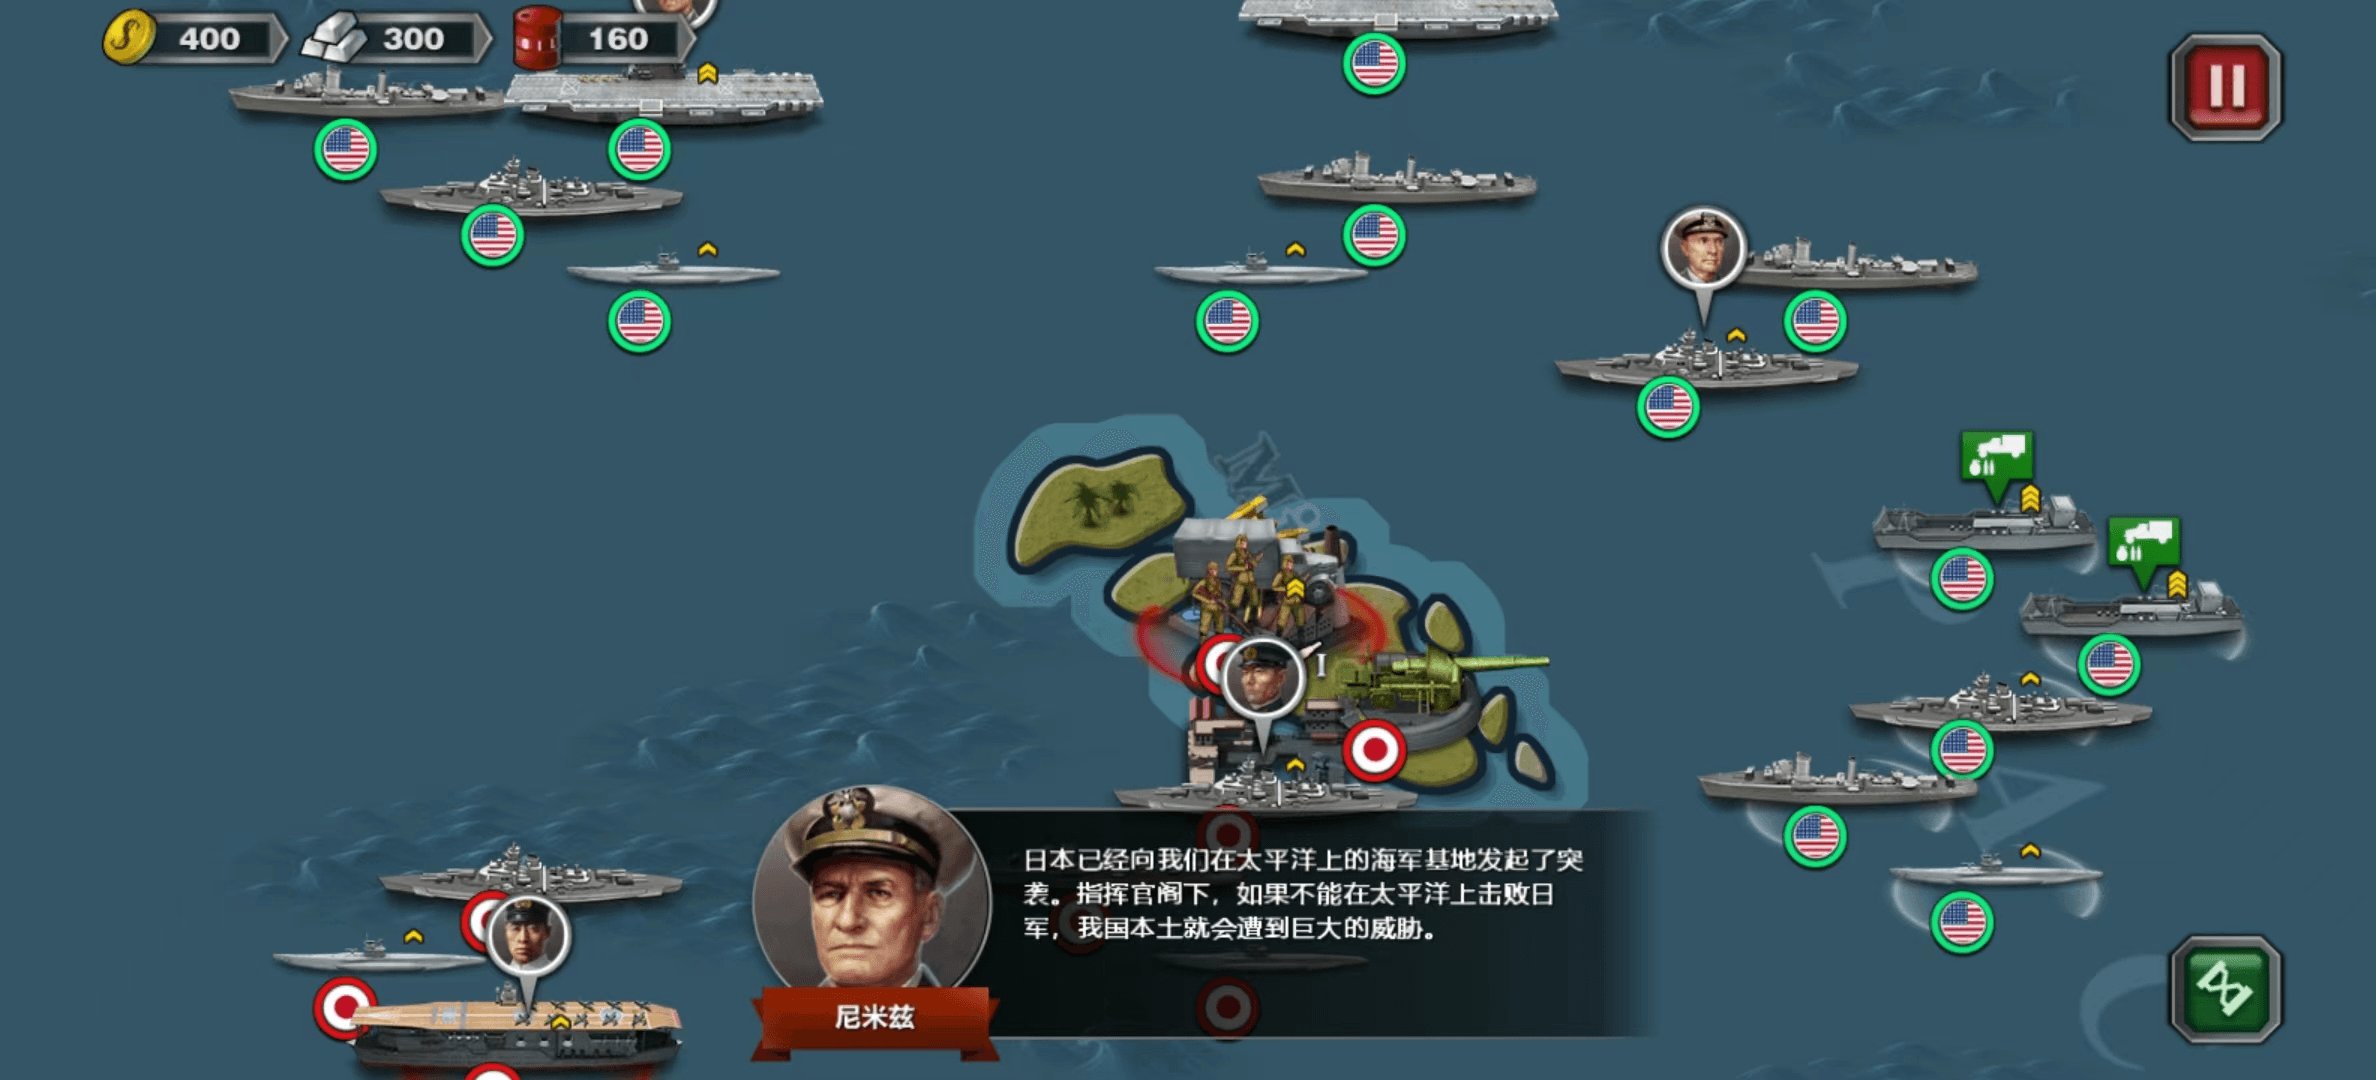 400
300
160
Mi
I
日本已经向我们在太平洋上的海军基地发起了突
袭。指挥官阁下，如果不能在太平洋上击败日
军，我国本土就会遭到巨大的威胁。
尼米兹